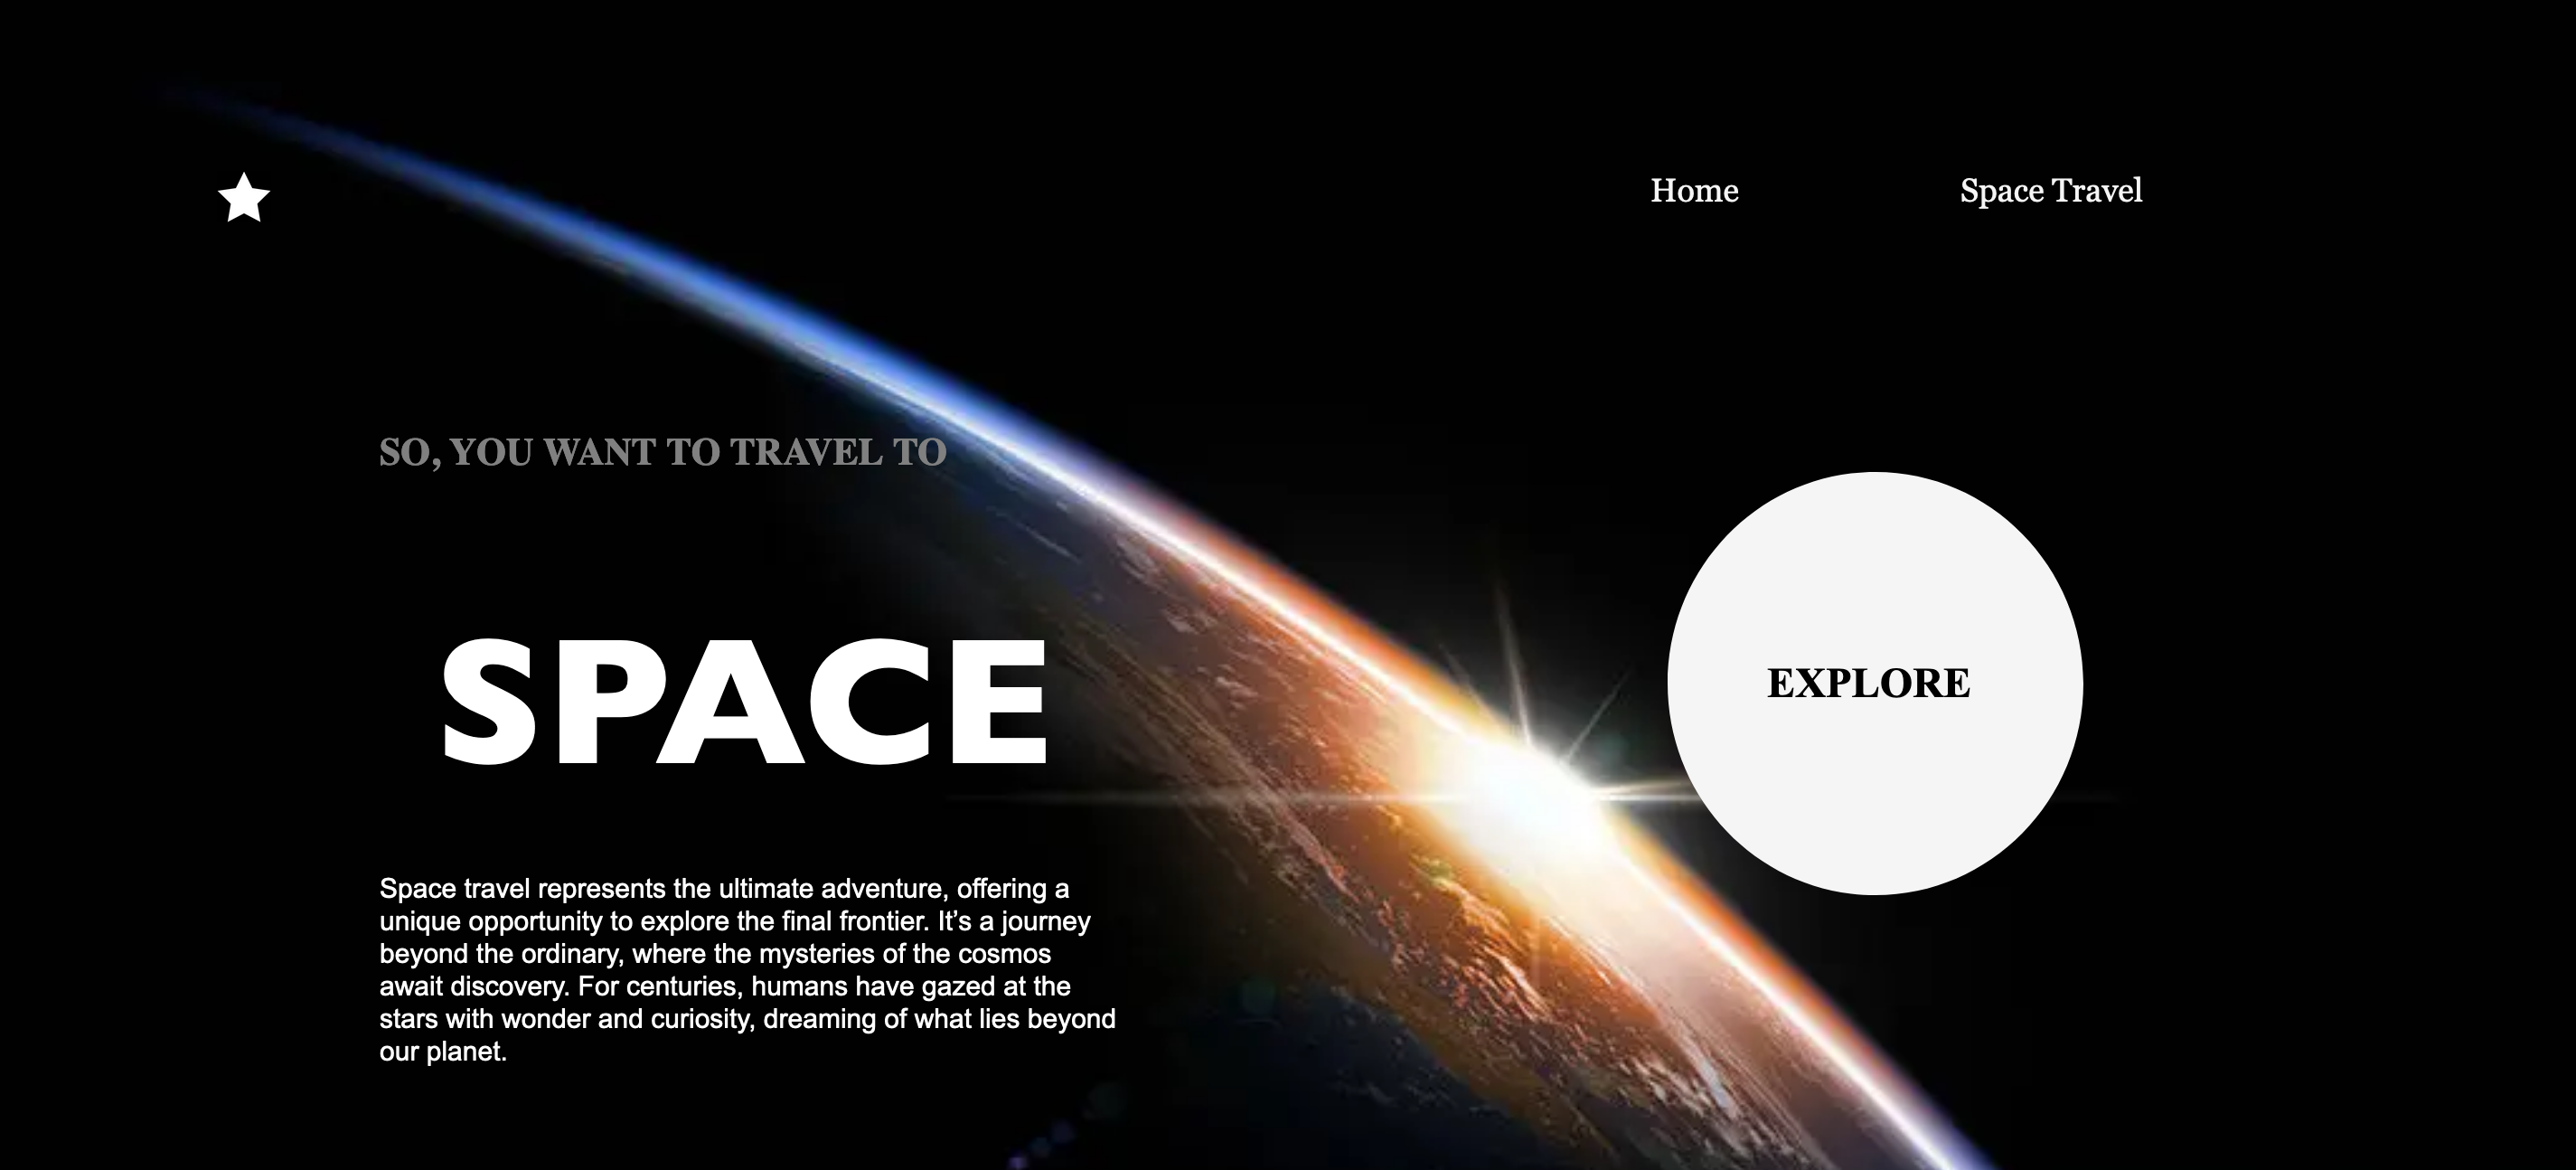 Home
Space Travel
SO, YOU WANT TO TRAVEL TO
SPACE
EXPLORE
Space travel represents the ultimate adventure, offering a
unique opportunity to explore the final frontier. It’s a journey
beyond the ordinary, where the mysteries of the cosmos
await discovery. For centuries, humans have gazed at the
stars with wonder and curiosity, dreaming of what lies beyond
our planet.